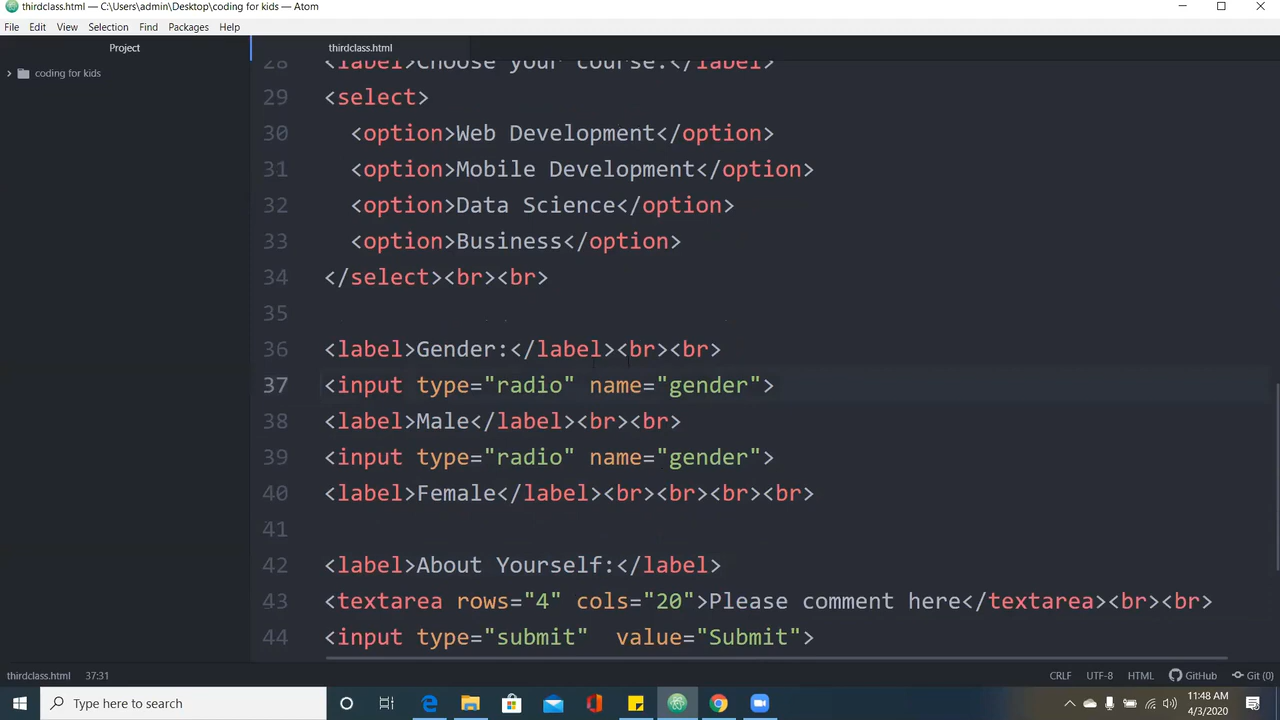 thirdclass.html — C:\Users\admin\Desktop\coding for kids — Atom
File Edit View Selection Find Packages Help
Project
thirdclass.html
coding for kids
28 <label>Choose your course:</label>
29 <select>
30 <option>Web Development</option>
31 <option>Mobile Development</option>
32 <option>Data Science</option>
33 <option>Business</option>
34 </select><br><br>
35
36 <label>Gender:</label><br><br>
37 <input type="radio" name="gender">
38 <label>Male</label><br><br>
39 <input type="radio" name="gender">
40 <label>Female</label><br><br><br><br>
41
42 <label>About Yourself:</label>
43 <textarea rows="4" cols="20">Please comment here</textarea><br><br>
44 <input type="submit"  value="Submit">
thirdclass.html 37:31 CRLF UTF-8 HTML GitHub Git (0)
Type here to search
11:48 AM
4/3/2020